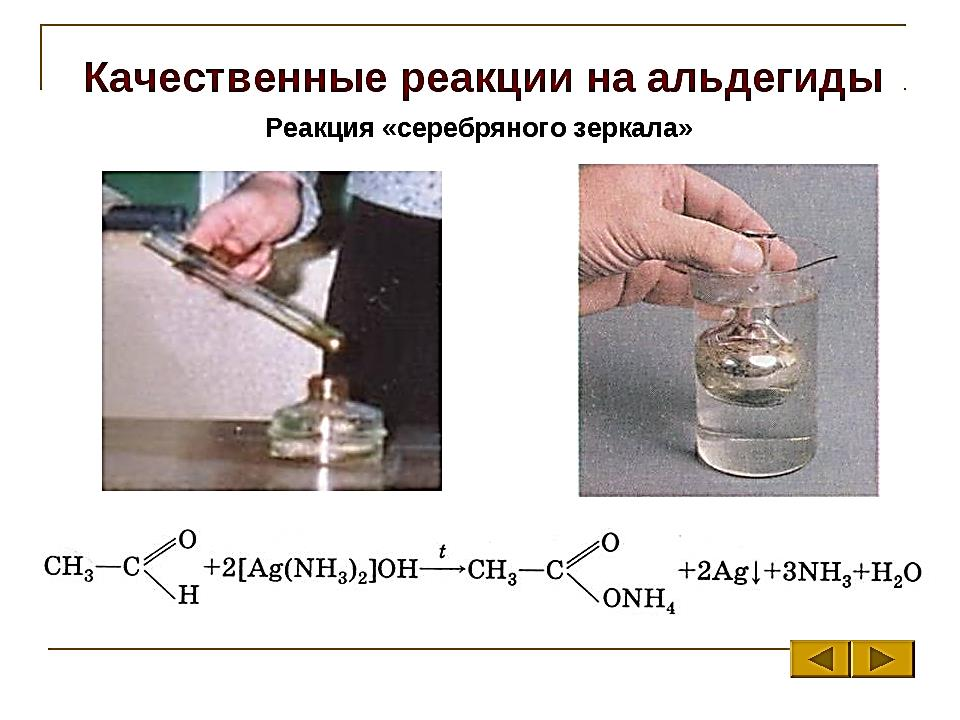 Качественные реакции на альдегиды
Реакция «серебряного зеркала»
CH₃—C(=O)—H +2[Ag(NH₃)₂]OH —t→ CH₃—C(=O)—ONH₄ +2Ag↓+3NH₃+H₂O